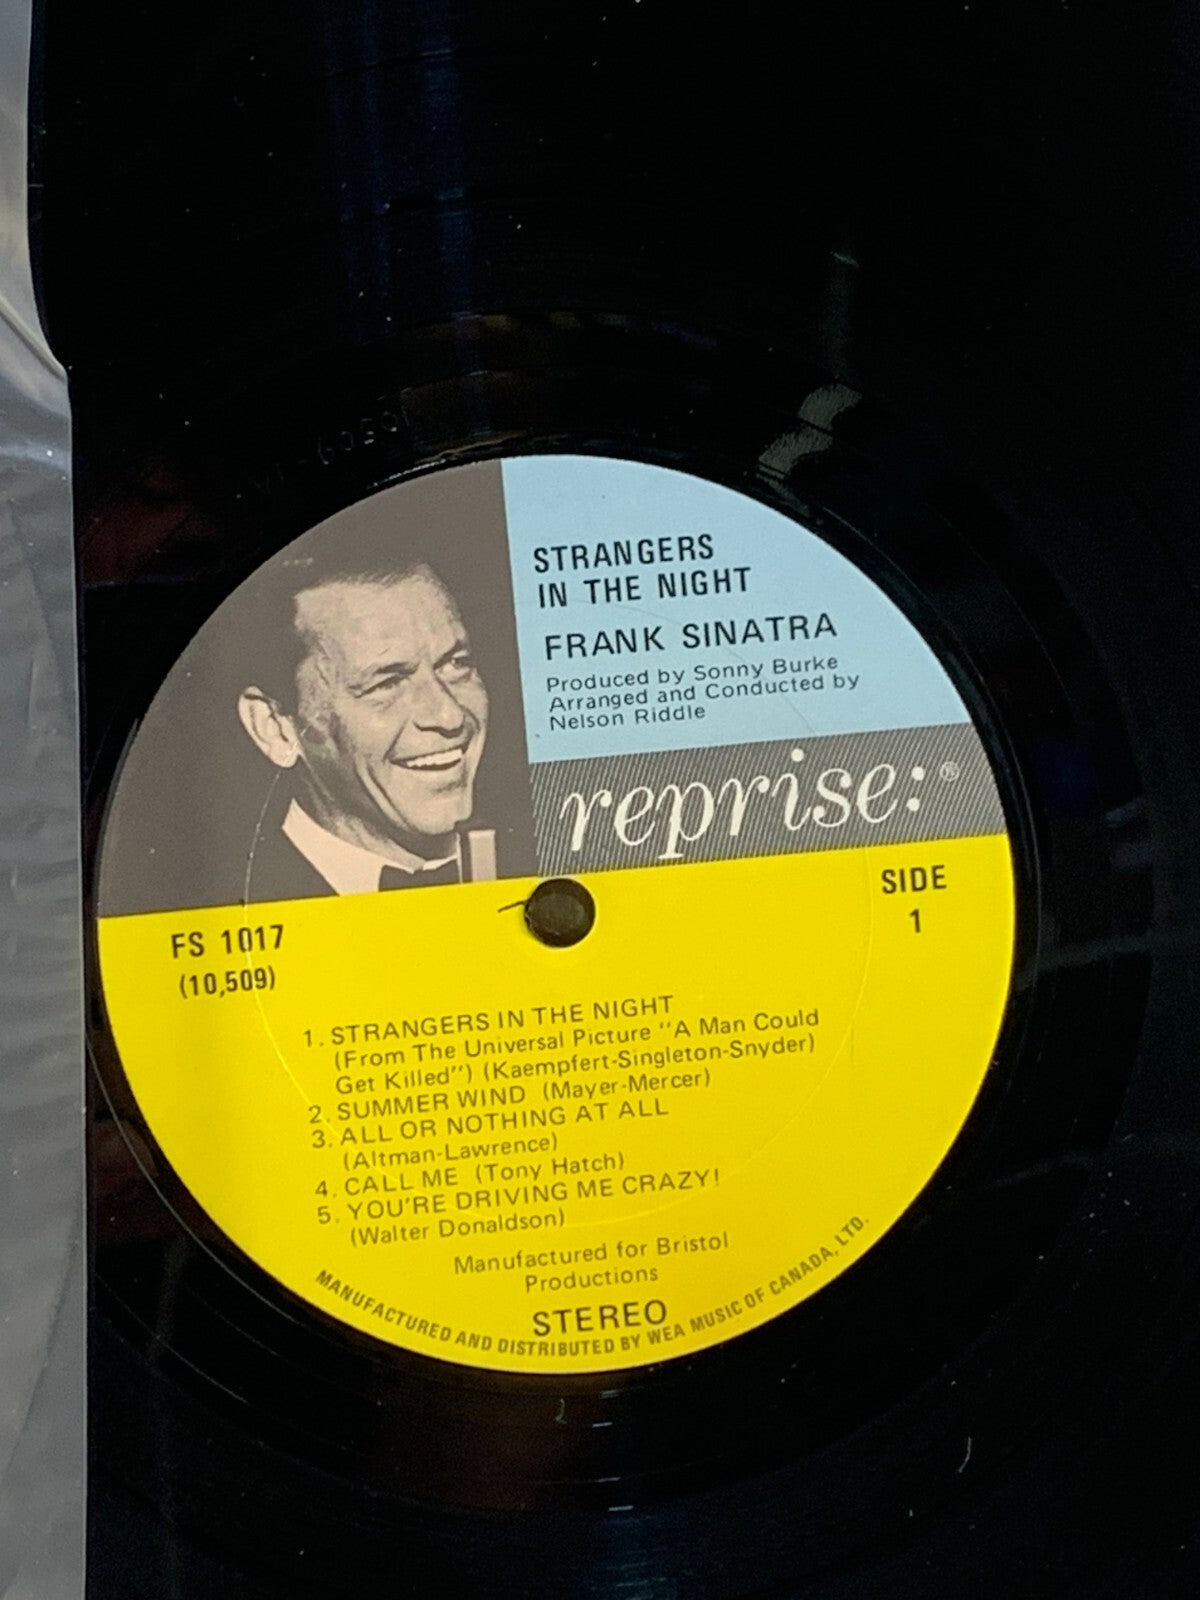 STRANGERS
IN THE NIGHT
FRANK SINATRA
Produced by Sonny Burke
Arranged and Conducted by
Nelson Riddle
reprise:®
SIDE
1
FS 1017
(10,509)
1. STRANGERS IN THE NIGHT
(From The Universal Picture "A Man Could
Get Killed") (Kaempfert-Singleton-Snyder)
2. SUMMER WIND (Mayer-Mercer)
3. ALL OR NOTHING AT ALL
(Altman-Lawrence)
4. CALL ME (Tony Hatch)
5. YOU'RE DRIVING ME CRAZY!
(Walter Donaldson)
Manufactured for Bristol
Productions
STEREO
MANUFACTURED AND DISTRIBUTED BY WEA MUSIC OF CANADA, LTD.